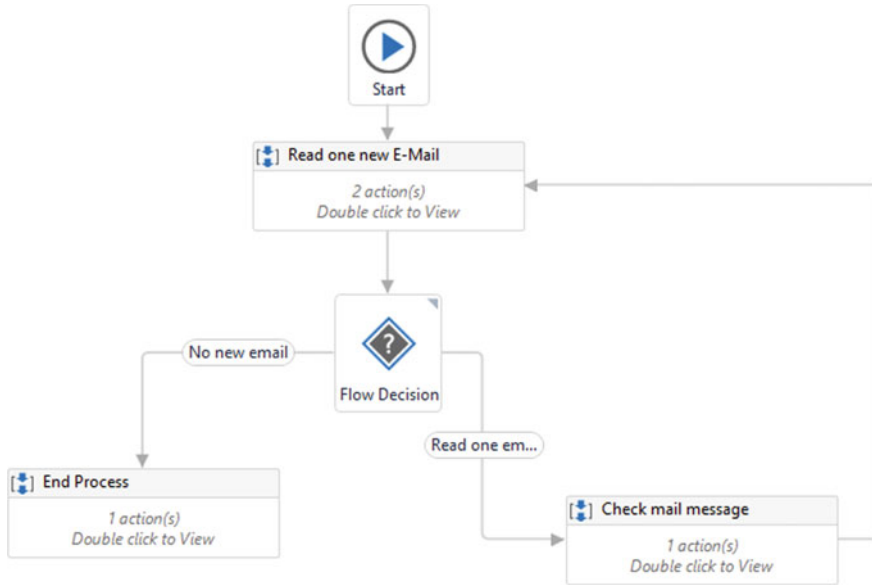 Start
Read one new E-Mail
2 action(s)
Double click to View
?
No new email
Flow Decision
Read one em...
End Process
1 action(s)
Double click to View
Check mail message
1 action(s)
Double click to View